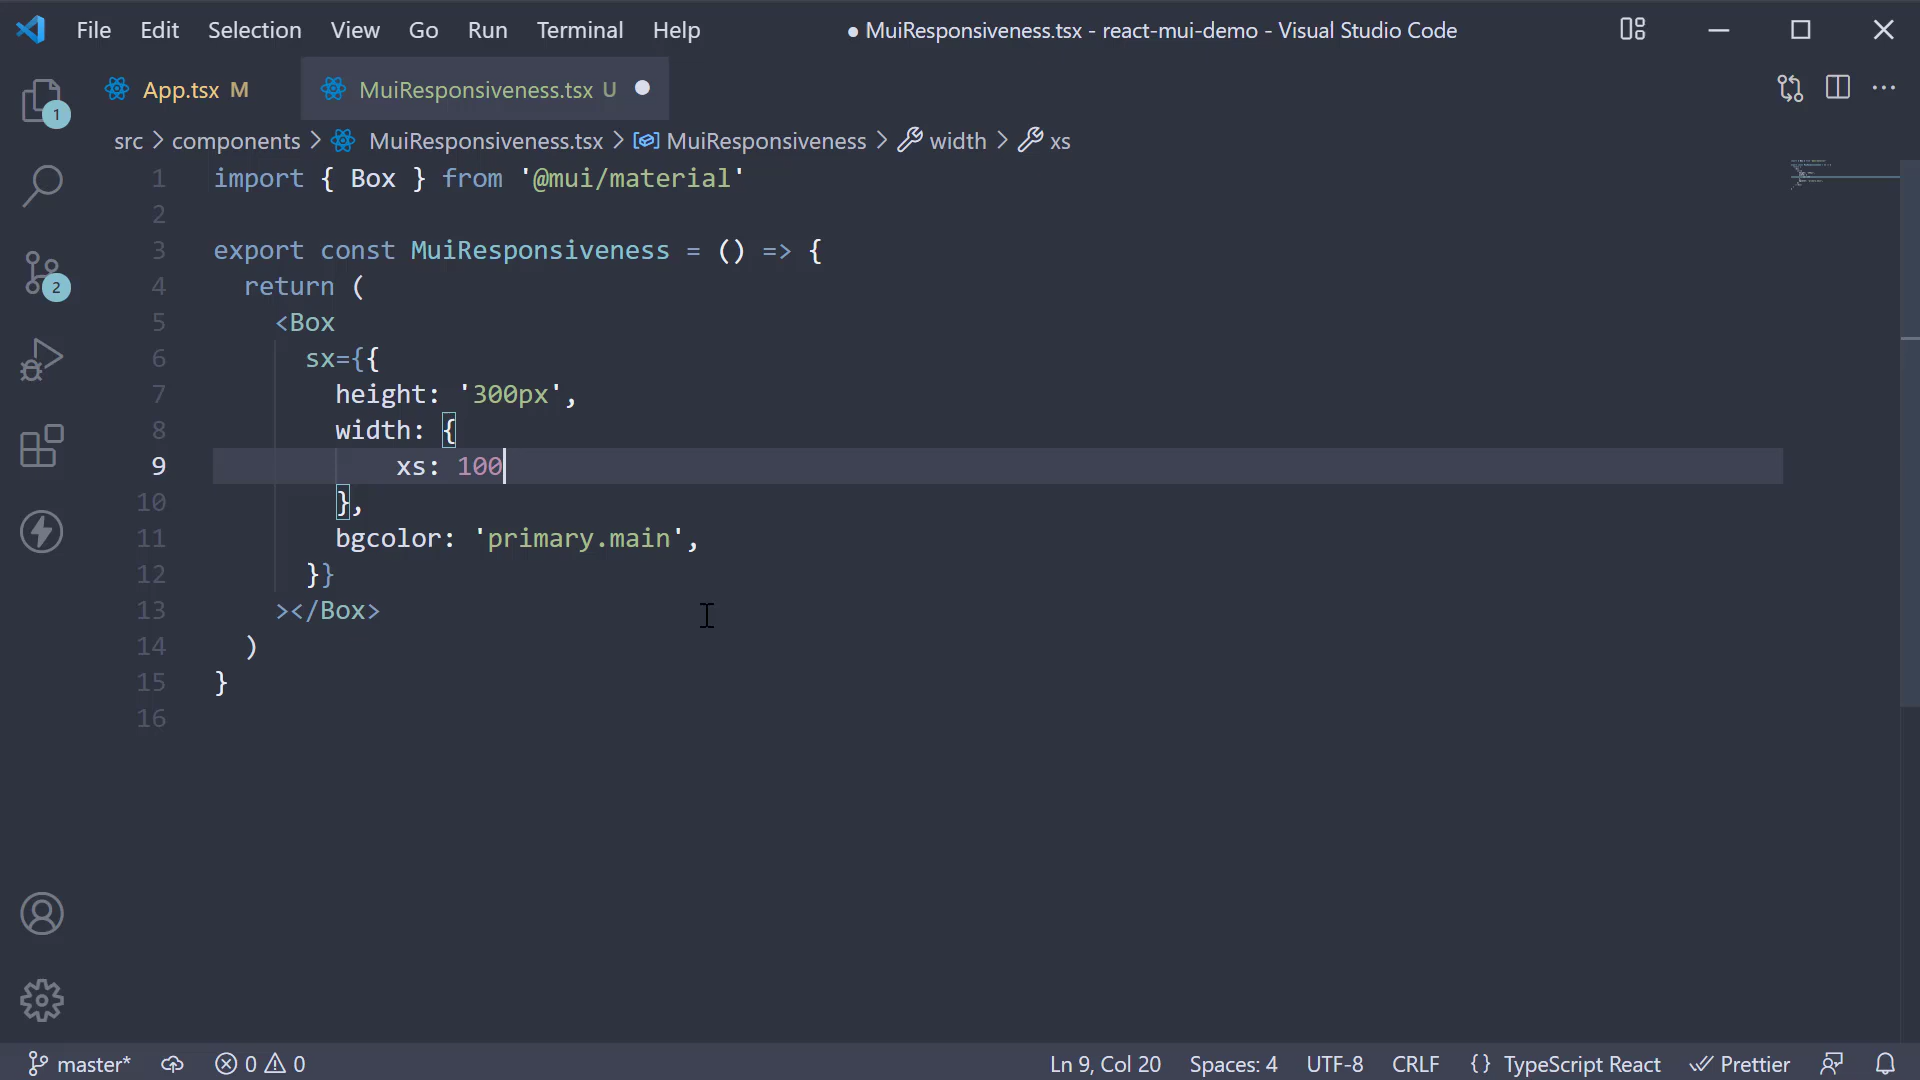 File Edit Selection View Go Run Terminal Help ● MuiResponsiveness.tsx - react-mui-demo - Visual Studio Code
App.tsx M MuiResponsiveness.tsx U
src > components > MuiResponsiveness.tsx > MuiResponsiveness > width > xs
1
1 import { Box } from '@mui/material'
2
3 export const MuiResponsiveness = () => {
2
4 return (
5 <Box
6 sx={{
7 height: '300px',
8 width: {
9 xs: 100
10 },
11 bgcolor: 'primary.main',
12 }}
13 ></Box>
14 )
15 }
16
master* 0 0 Ln 9, Col 20 Spaces: 4 UTF-8 CRLF {} TypeScript React Prettier